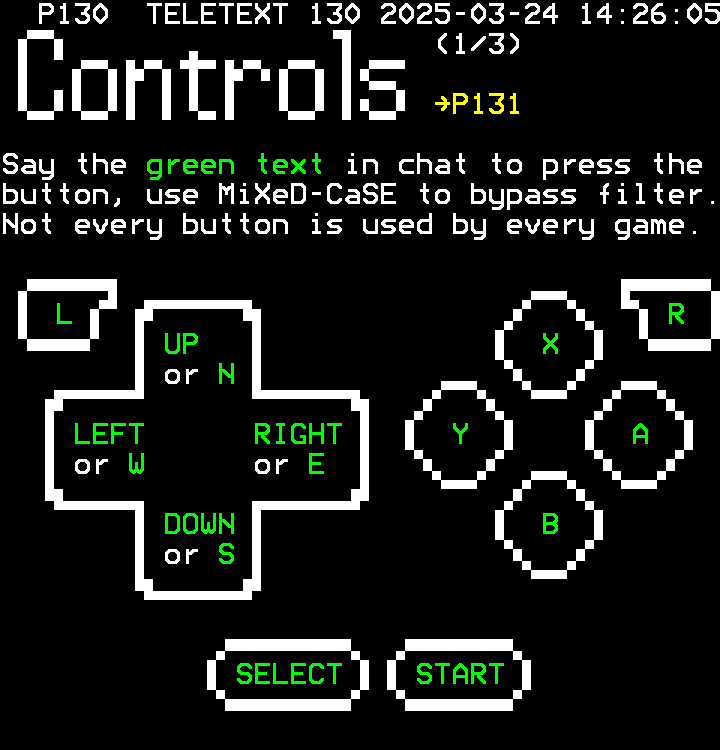 P130 TELETEXT 130 2025-03-24 14:26:05
Controls
(1/3)
→P131
Say the green text in chat to press the
button, use MiXeD-CaSE to bypass filter.
Not every button is used by every game.
L
R
UP
or N
X
LEFT
or W
RIGHT
or E
Y
A
DOWN
or S
B
SELECT
START